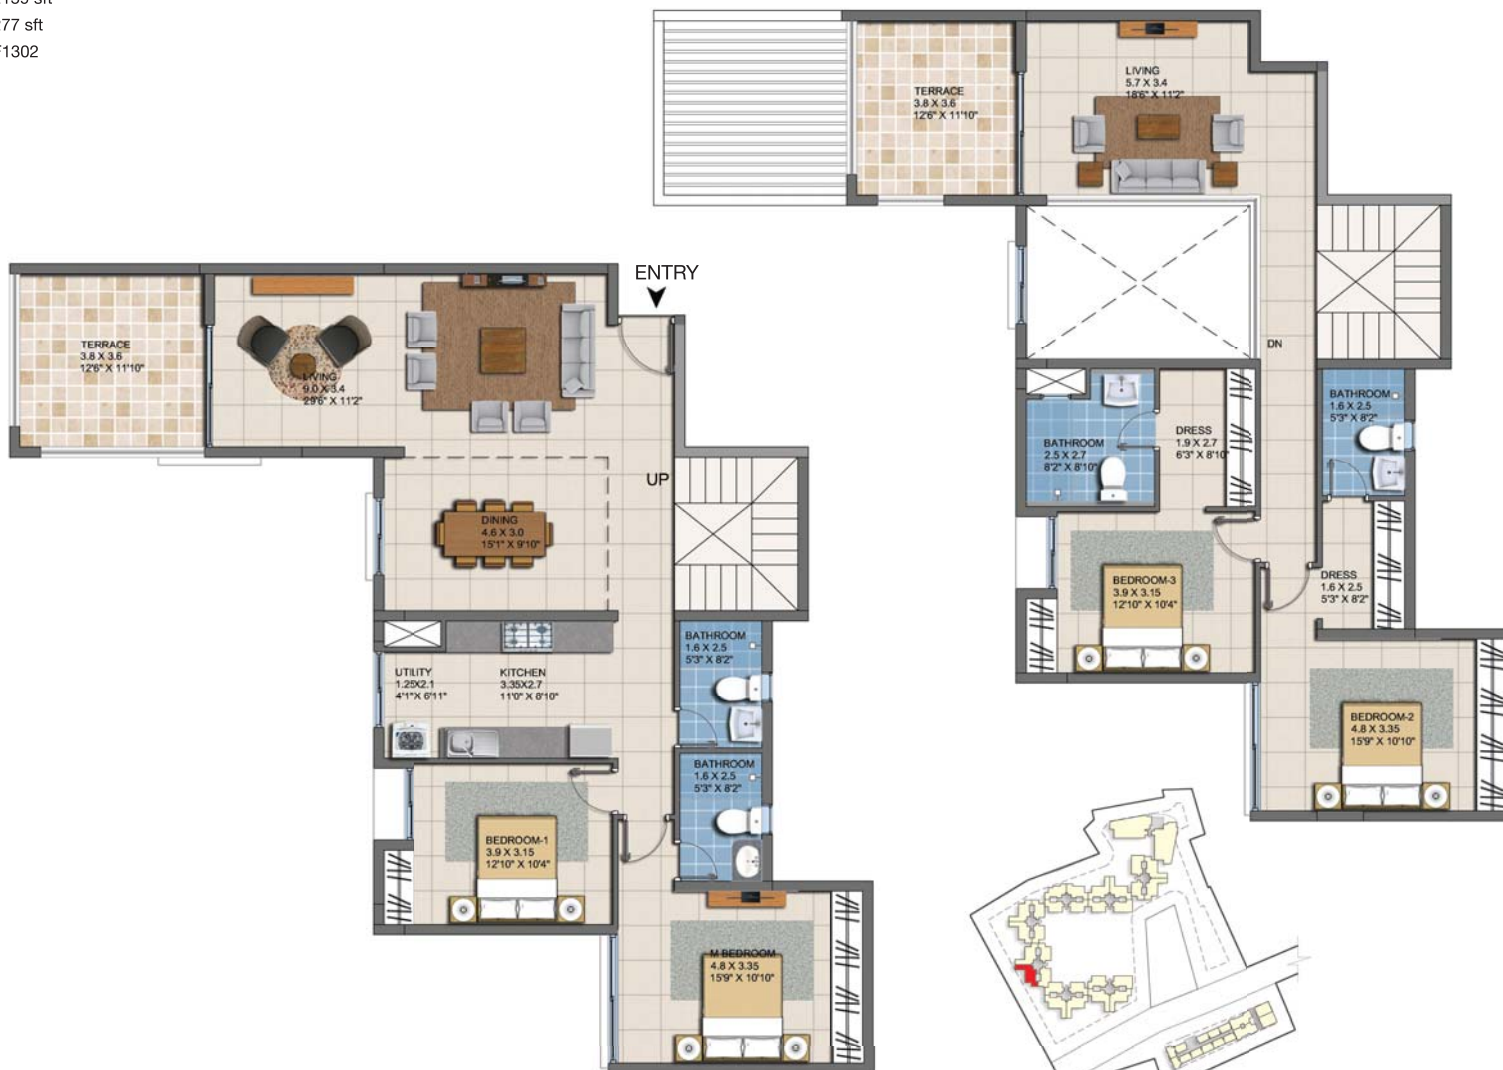 77 sft
F1302
TERRACE
3.8 X 3.6
12'6" X 11'10"
LIVING
5.7 X 3.4
18'6" X 11'2"
ENTRY
TERRACE
3.8 X 3.6
12'6" X 11'10"
LIVING
9.0 X 3.4
29'6" X 11'2"
UP
DINING
4.6 X 3.0
15'1" X 9'10"
UTILITY
1.25X2.1
4'1"X 6'11"
KITCHEN
3.35X2.7
11'0" X 8'10"
BATHROOM
1.6 X 2.5
5'3" X 8'2"
BATHROOM
1.6 X 2.5
5'3" X 8'2"
BEDROOM-1
3.9 X 3.15
12'10" X 10'4"
M BEDROOM
4.8 X 3.35
15'9" X 10'10"
DN
BATHROOM
2.5 X 2.7
8'2" X 8'10"
DRESS
1.9 X 2.7
6'3" X 8'10"
BATHROOM
1.6 X 2.5
5'3" X 8'2"
BEDROOM-3
3.9 X 3.15
12'10" X 10'4"
DRESS
1.6 X 2.5
5'3" X 8'2"
BEDROOM-2
4.8 X 3.35
15'9" X 10'10"